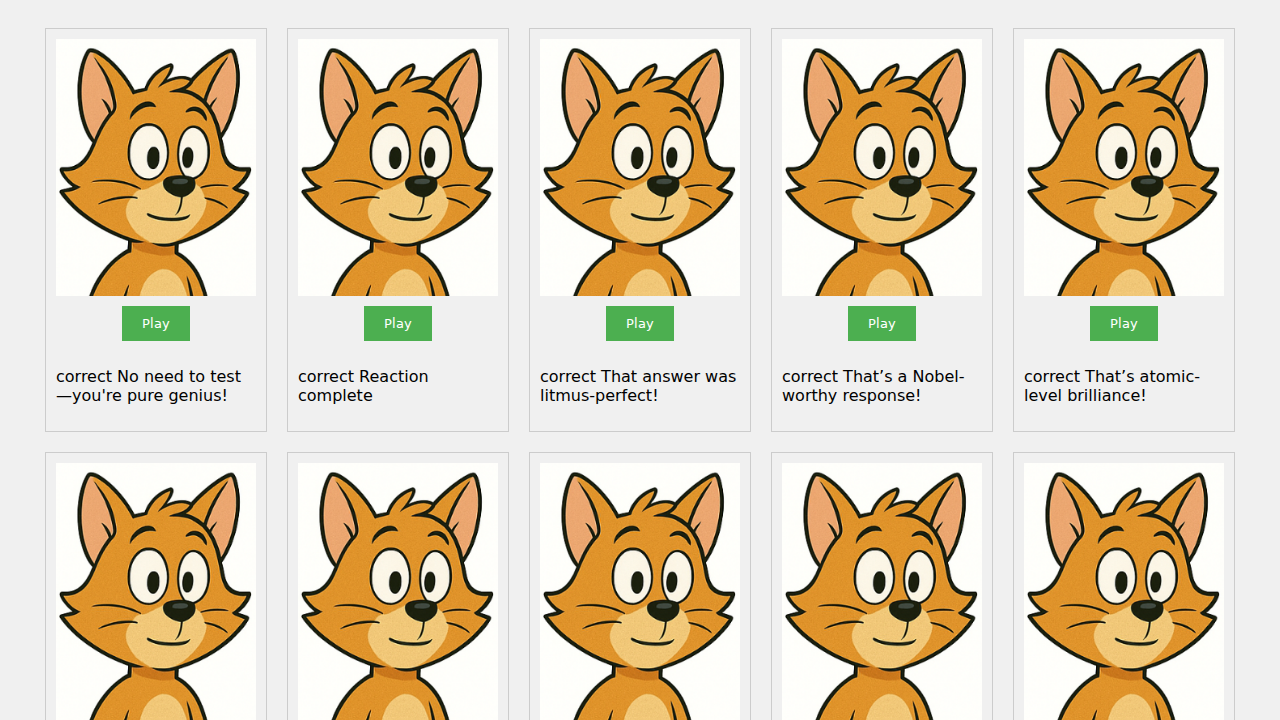 Play
Play
Play
Play
Play
correct No need to test
—you're pure genius!
correct Reaction
complete
correct That answer was
litmus-perfect!
correct That’s a Nobel-
worthy response!
correct That’s atomic-
level brilliance!